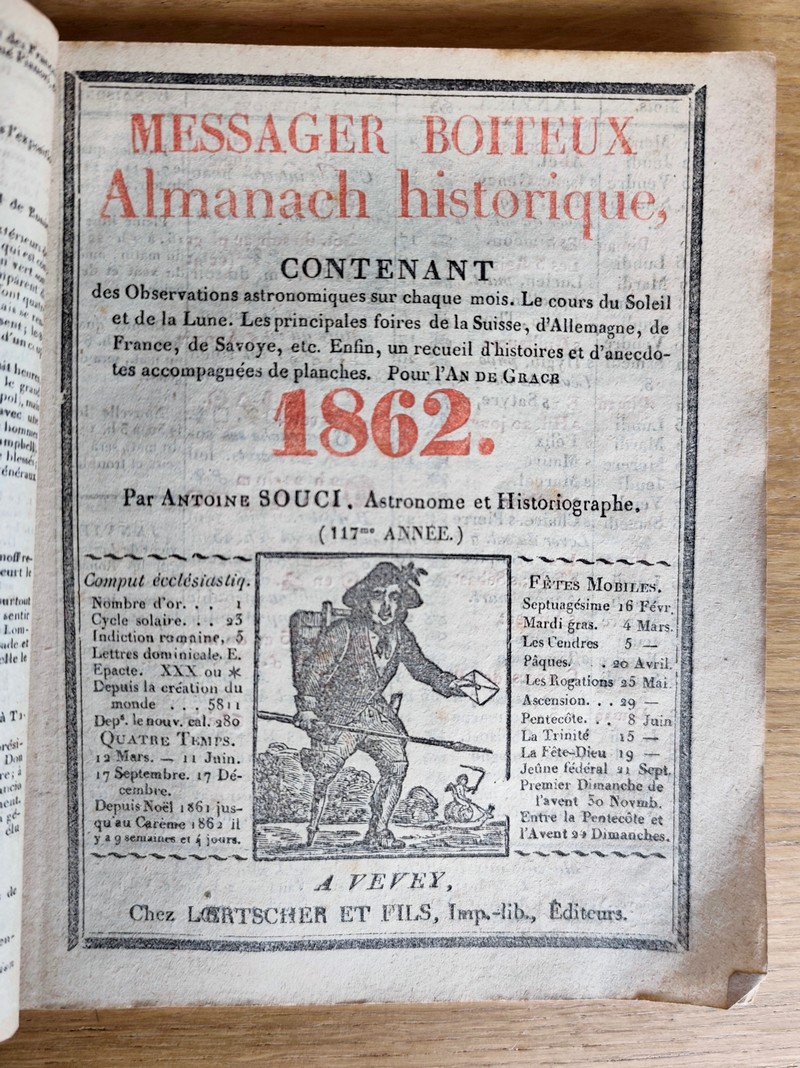 MESSAGER BOITEUX
Almanach historique,
CONTENANT
des Observations astronomiques sur chaque mois. Le cours du Soleil
et de la Lune. Les principales foires de la Suisse, d'Allemagne, de
France, de Savoye, etc. Enfin, un recueil d'histoires et d'anecdo-
tes accompagnées de planches. Pour l'AN DE GRACE
1862.
Par ANTOINE SOUCI, Astronome et Historiographe.
(117me ANNÉE.)
Comput ecclésiastiq.
Nombre d'or. . . 1
Cycle solaire. . . 23
Indiction romaine, 5
Lettres dominicale. E.
Epacte. XXX ou *
Depuis la création du
monde . . . 5811
Deps. le nouv. cal. 280
QUATRE TEMPS.
12 Mars. — 11 Juin.
17 Septembre. 17 Dé-
cembre.
Depuis Noël 1861 jus-
qu'au Carême 1862 il
y a 9 semaines et 4 jours.
FÊTES MOBILES.
Septuagésime 16 Févr.
Mardi gras. 4 Mars.
Les Cendres 5 —
Pâques. . 20 Avril.
Les Rogations 25 Mai.
Ascension. . . 29 —
Pentecôte. . . 8 Juin
La Trinité 15 —
La Fête-Dieu 19 —
Jeûne fédéral 21 Sept.
Premier Dimanche de
l'avent 30 Novemb.
Entre la Pentecôte et
l'Avent Dimanches.
A VEVEY,
Chez LŒRTSCHER ET FILS, Imp.-lib., Éditeurs.